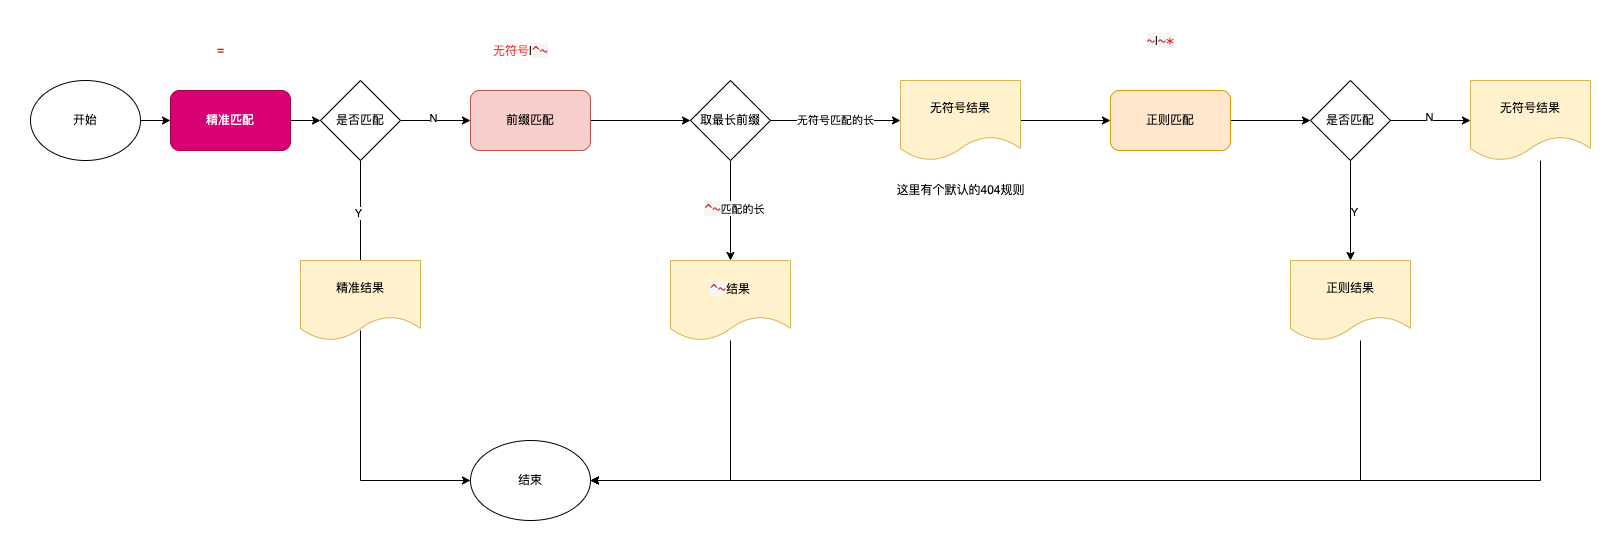 =
无符号|^~
~|~*
开始
精准匹配
是否匹配
N
前缀匹配
取最长前缀
无符号匹配的长
无符号结果
正则匹配
是否匹配
N
无符号结果
这里有个默认的404规则
Y
^~匹配的长
Y
精准结果
^~结果
正则结果
结束